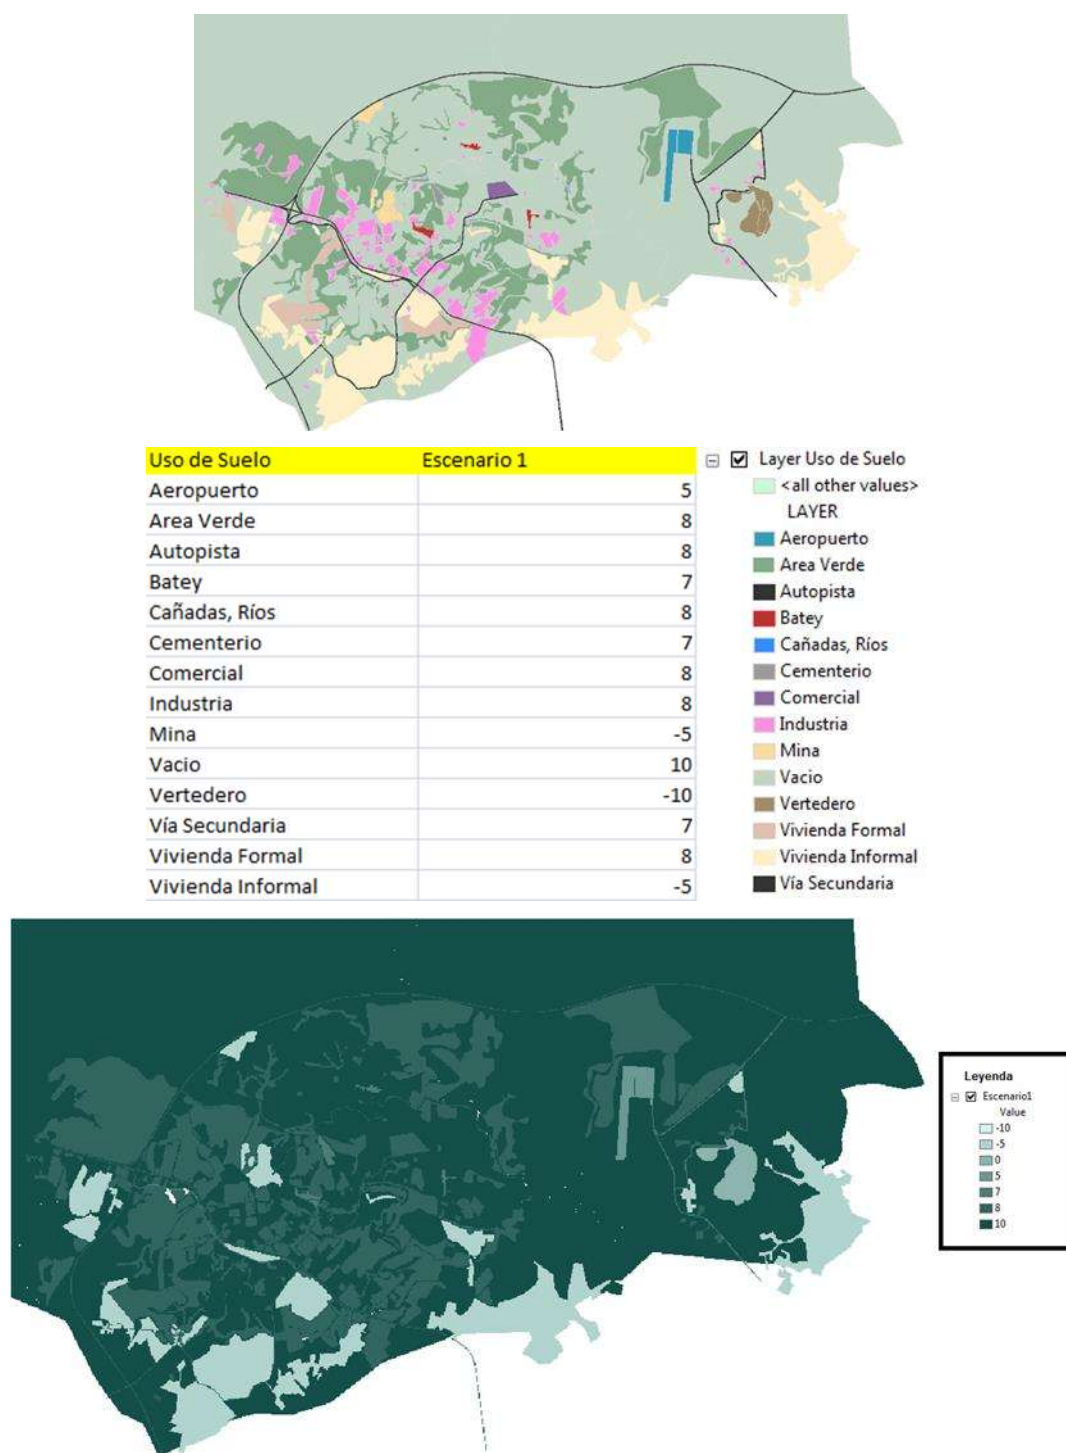 Uso de Suelo Escenario 1
Aeropuerto 5
Area Verde 8
Autopista 8
Batey 7
Cañadas, Ríos 8
Cementerio 7
Comercial 8
Industria 8
Mina -5
Vacio 10
Vertedero -10
Vía Secundaria 7
Vivienda Formal 8
Vivienda Informal -5
Layer Uso de Suelo
<all other values>
LAYER
Aeropuerto
Area Verde
Autopista
Batey
Cañadas, Ríos
Cementerio
Comercial
Industria
Mina
Vacio
Vertedero
Vivienda Formal
Vivienda Informal
Vía Secundaria
Leyenda
Escenario1
Value
-10
-5
0
5
7
8
10